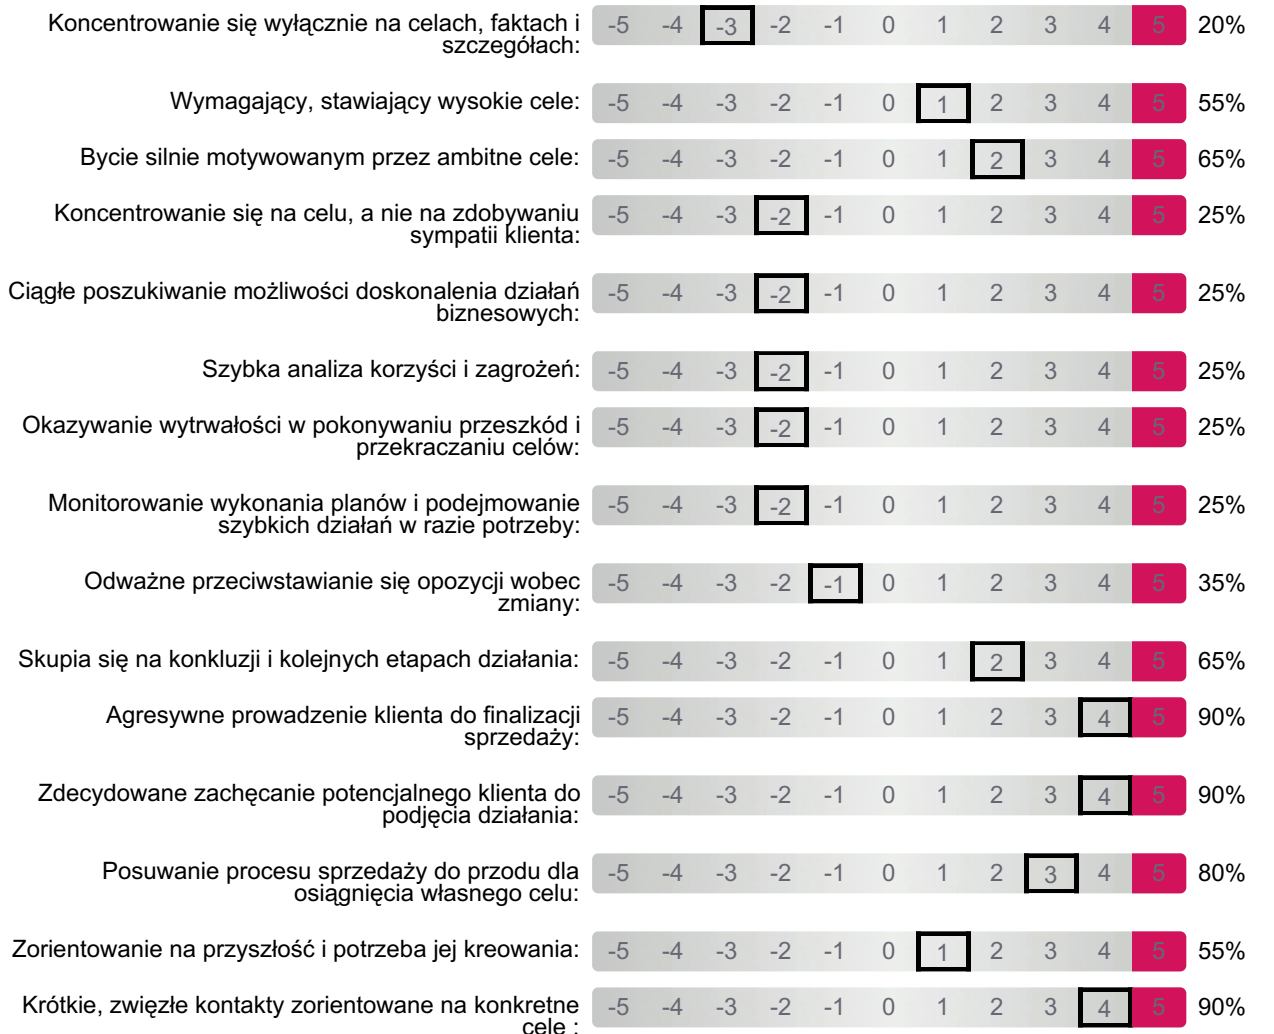 Koncentrowanie się wyłącznie na celach, faktach i
szczegółach:
-5 -4 -3 -2 -1 0 1 2 3 4 5 20%
Wymagający, stawiający wysokie cele:
-5 -4 -3 -2 -1 0 1 2 3 4 5 55%
Bycie silnie motywowanym przez ambitne cele:
-5 -4 -3 -2 -1 0 1 2 3 4 5 65%
Koncentrowanie się na celu, a nie na zdobywaniu
sympatii klienta:
-5 -4 -3 -2 -1 0 1 2 3 4 5 25%
Ciągłe poszukiwanie możliwości doskonalenia działań
biznesowych:
-5 -4 -3 -2 -1 0 1 2 3 4 5 25%
Szybka analiza korzyści i zagrożeń:
-5 -4 -3 -2 -1 0 1 2 3 4 5 25%
Okazywanie wytrwałości w pokonywaniu przeszkód i
przekraczaniu celów:
-5 -4 -3 -2 -1 0 1 2 3 4 5 25%
Monitorowanie wykonania planów i podejmowanie
szybkich działań w razie potrzeby:
-5 -4 -3 -2 -1 0 1 2 3 4 5 25%
Odważne przeciwstawianie się opozycji wobec
zmiany:
-5 -4 -3 -2 -1 0 1 2 3 4 5 35%
Skupia się na konkluzji i kolejnych etapach działania:
-5 -4 -3 -2 -1 0 1 2 3 4 5 65%
Agresywne prowadzenie klienta do finalizacji
sprzedaży:
-5 -4 -3 -2 -1 0 1 2 3 4 5 90%
Zdecydowane zachęcanie potencjalnego klienta do
podjęcia działania:
-5 -4 -3 -2 -1 0 1 2 3 4 5 90%
Posuwanie procesu sprzedaży do przodu dla
osiągnięcia własnego celu:
-5 -4 -3 -2 -1 0 1 2 3 4 5 80%
Zorientowanie na przyszłość i potrzeba jej kreowania:
-5 -4 -3 -2 -1 0 1 2 3 4 5 55%
Krótkie, zwięzłe kontakty zorientowane na konkretne
cele :
-5 -4 -3 -2 -1 0 1 2 3 4 5 90%